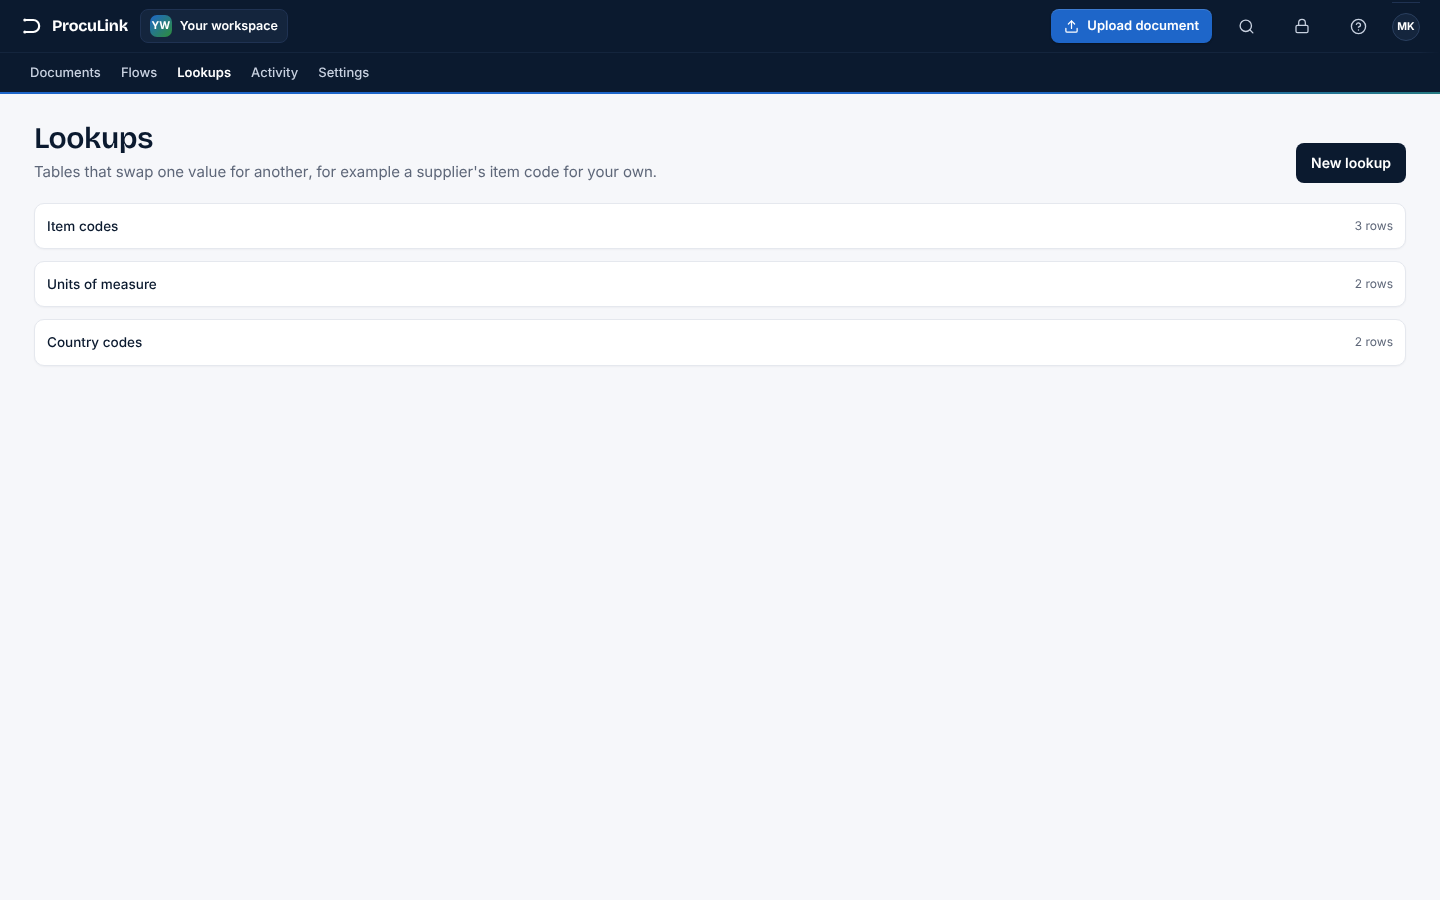 ProcuLink
YW Your workspace
Upload document
MK
Documents Flows Lookups Activity Settings
Lookups
Tables that swap one value for another, for example a supplier's item code for your own.
New lookup
Item codes 3 rows
Units of measure 2 rows
Country codes 2 rows